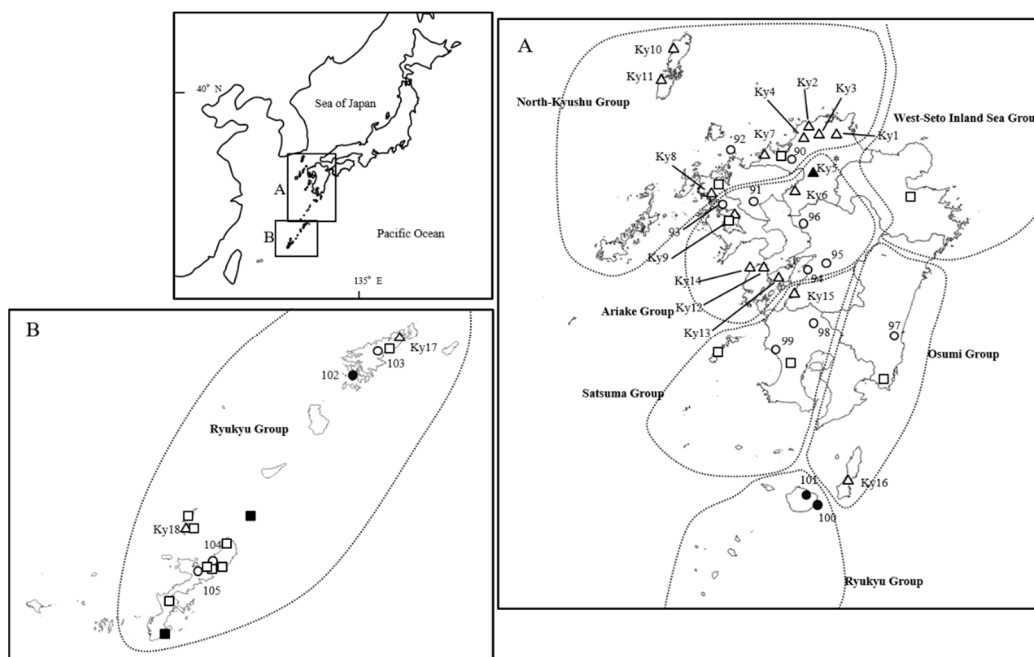 40° N
Sea of Japan
A
B
Pacific Ocean
135° E
A
Ky10
Ky11
North-Kyushu Group
Ky2
Ky4
Ky3
West-Seto Inland Sea Grou
92
Ky7
90
Ky1
Ky8
Ky5*
91
Ky6
93
96
Ky9
95
Ky14
94
Ky12
Ky15
Ariake Group
Ky13
97
98
99
Osumi Group
Satsuma Group
101
Ky16
100
Ryukyu Group
B
Ky17
103
102
Ryukyu Group
Ky18
104
105